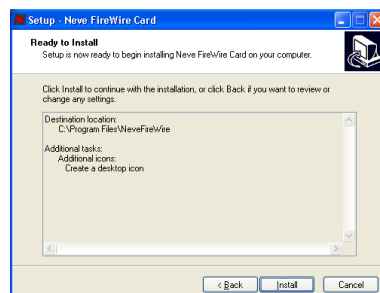 Setup - Neve FireWire Card
Ready to Install
Setup is now ready to begin installing Neve FireWire Card on your computer.
Click Install to continue with the installation, or click Back if you want to review or
change any settings.
Destination location:
C:\Program Files\NeveFireWire
Additional tasks:
Additional icons:
Create a desktop icon
< Back
Install
Cancel